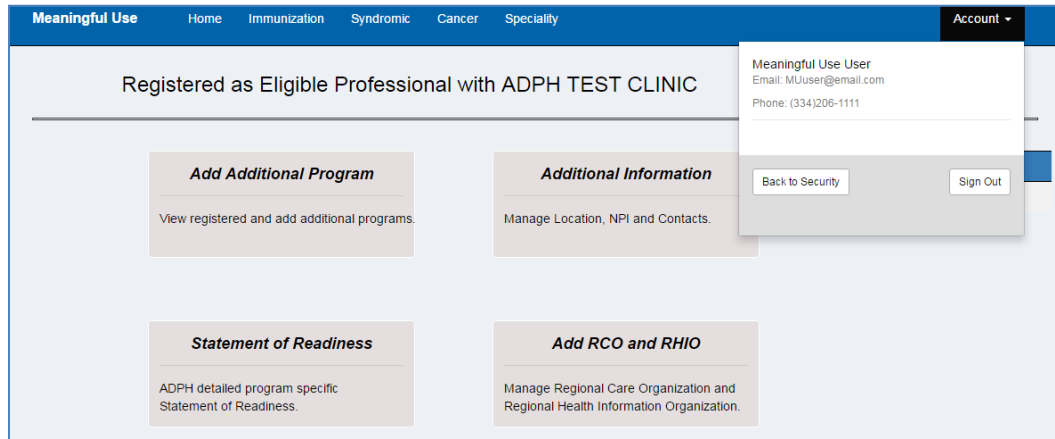 Meaningful Use
Home
Immunization
Syndromic
Cancer
Speciality
Account
Meaningful Use User
Email: MUuser@email.com
Phone: (334)206-1111
Back to Security
Sign Out
Registered as Eligible Professional with ADPH TEST CLINIC
Add Additional Program
View registered and add additional programs.
Additional Information
Manage Location, NPI and Contacts.
Statement of Readiness
ADPH detailed program specific
Statement of Readiness.
Add RCO and RHIO
Manage Regional Care Organization and
Regional Health Information Organization.